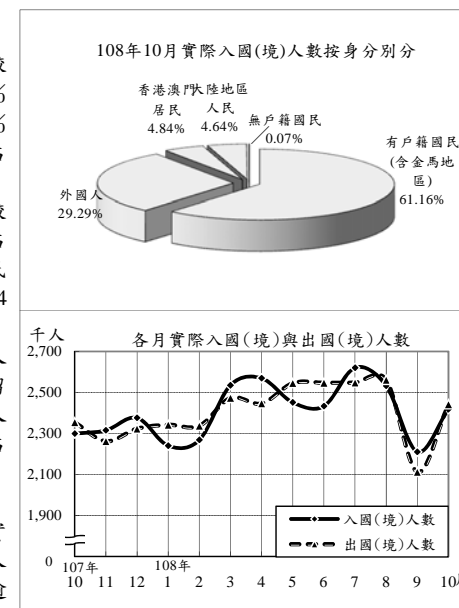 108年10月實際入國(境)人數按身分別分
香港澳門
居民
4.84%
大陸地區
人民
4.64%
無戶籍國民
0.07%
有戶籍國民
(含金馬地
區)
61.16%
外國人
29.29%
千人
各月實際入國(境)與出國(境)人數
2,700
2,500
2,300
2,100
1,900
0
入國(境)人數
出國(境)人數
107年
108年
10 11 12 1 2 3 4 5 6 7 8 9 10